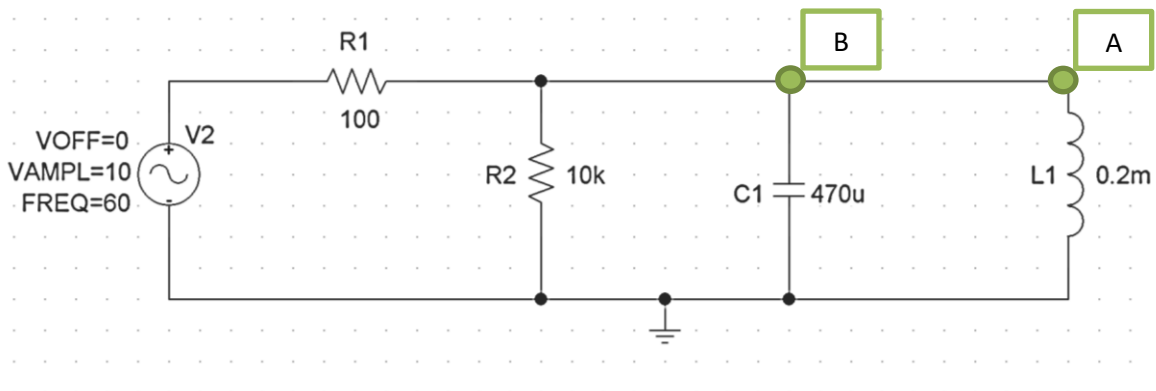 B
A
R1
100
VOFF=0
VAMPL=10
FREQ=60
V2
+
-
R2
10k
C1
470u
L1
0.2m